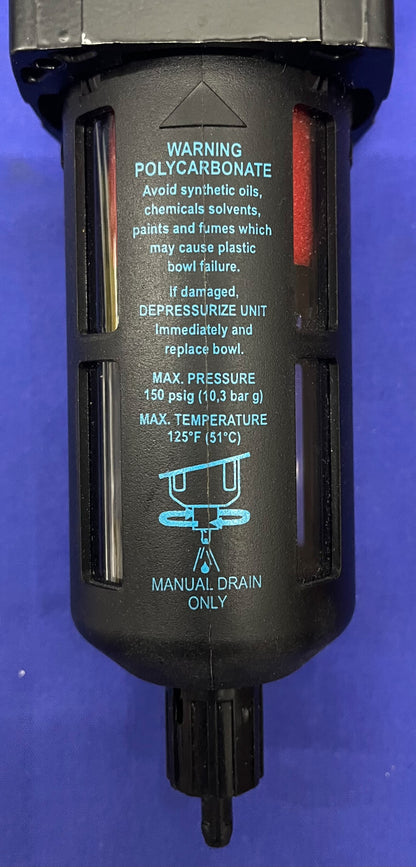 WARNING
POLYCARBONATE
Avoid synthetic oils,
chemicals solvents,
paints and fumes which
may cause plastic
bowl failure.
If damaged,
DEPRESSURIZE UNIT
Immediately and
replace bowl.
MAX. PRESSURE
150 psig (10,3 bar g)
MAX. TEMPERATURE
125°F (51°C)
MANUAL DRAIN
ONLY